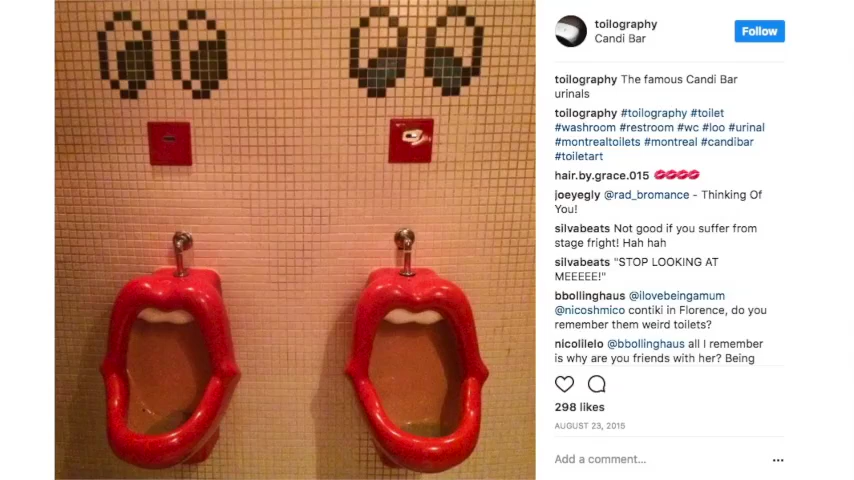 toilography
Candi Bar
Follow
toilography The famous Candi Bar
urinals
toilography #toilography #toilet
#washroom #restroom #wc #loo #urinal
#montrealtoilets #montreal #candibar
#toiletart
hair.by.grace.015 💋💋💋💋
joeyegly @rad_bromance - Thinking Of
You!
silvabeats Not good if you suffer from
stage fright! Hah hah
silvabeats "STOP LOOKING AT
MEEEEE!"
bbollinghaus @ilovebeingamum
@nicoshmico contiki in Florence, do you
remember them weird toilets?
nicolilelo @bbollinghaus all I remember
is why are you friends with her? Being
298 likes
AUGUST 23, 2015
Add a comment...